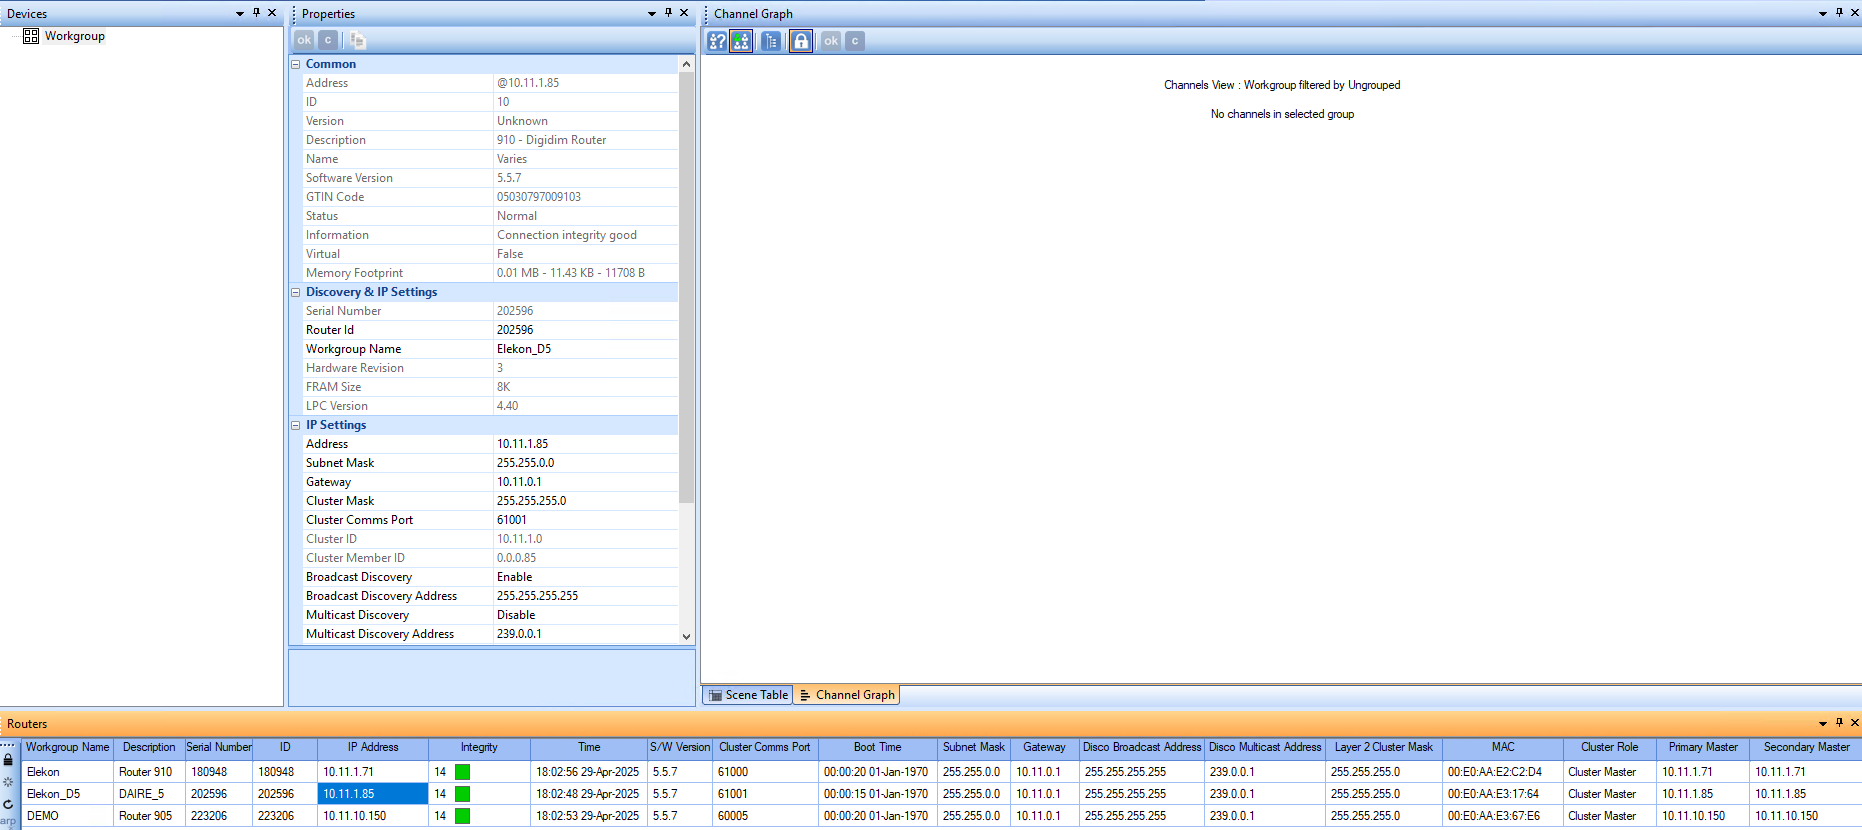 Devices
Workgroup
Properties
ok c
Common
Address @10.11.1.85
ID 10
Version Unknown
Description 910 - Digidim Router
Name Varies
Software Version 5.5.7
GTIN Code 05030797009103
Status Normal
Information Connection integrity good
Virtual False
Memory Footprint 0.01 MB - 11.43 KB - 11708 B
Discovery & IP Settings
Serial Number 202596
Router Id 202596
Workgroup Name Elekon_D5
Hardware Revision 3
FRAM Size 8K
LPC Version 4.40
IP Settings
Address 10.11.1.85
Subnet Mask 255.255.0.0
Gateway 10.11.0.1
Cluster Mask 255.255.255.0
Cluster Comms Port 61001
Cluster ID 10.11.1.0
Cluster Member ID 0.0.0.85
Broadcast Discovery Enable
Broadcast Discovery Address 255.255.255.255
Multicast Discovery Disable
Multicast Discovery Address 239.0.0.1
Channel Graph
ok c
Channels View : Workgroup filtered by Ungrouped
No channels in selected group
Scene Table Channel Graph
Routers
Workgroup Name Description Serial Number ID IP Address Integrity Time S/W Version Cluster Comms Port Boot Time Subnet Mask Gateway Disco Broadcast Address Disco Multicast Address Layer 2 Cluster Mask MAC Cluster Role Primary Master Secondary Master
Elekon Router 910 180948 180948 10.11.1.71 14 18:02:56 29-Apr-2025 5.5.7 61000 00:00:20 01-Jan-1970 255.255.0.0 10.11.0.1 255.255.255.255 239.0.0.1 255.255.255.0 00:E0:AA:E2:C2:D4 Cluster Master 10.11.1.71 10.11.1.71
Elekon_D5 DAIRE_5 202596 202596 10.11.1.85 14 18:02:48 29-Apr-2025 5.5.7 61001 00:00:15 01-Jan-1970 255.255.0.0 10.11.0.1 255.255.255.255 239.0.0.1 255.255.255.0 00:E0:AA:E3:17:64 Cluster Master 10.11.1.85 10.11.1.85
DEMO Router 905 223206 223206 10.11.10.150 14 18:02:53 29-Apr-2025 5.5.7 60005 00:00:20 01-Jan-1970 255.255.0.0 10.11.0.1 255.255.255.255 239.0.0.1 255.255.255.0 00:E0:AA:E3:67:E6 Cluster Master 10.11.10.150 10.11.10.150
arp